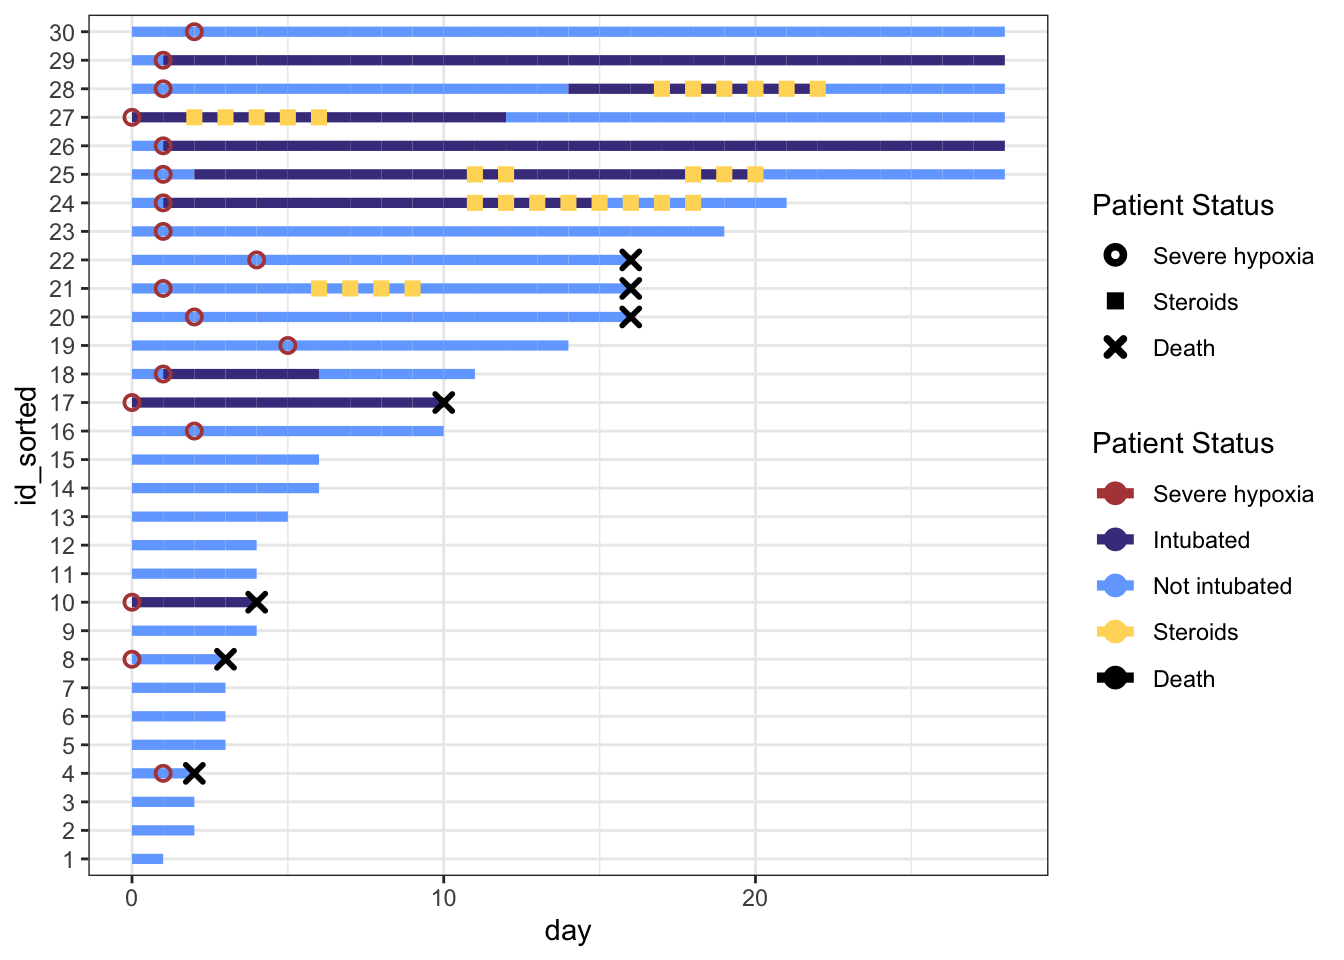 30
29
28
27
26
25
24
23
22
21
20
19
18
17
16
15
14
13
12
11
10
9
8
7
6
5
4
3
2
1
id_sorted
0 10 20
day
Patient Status
Severe hypoxia
Steroids
Death
Patient Status
Severe hypoxia
Intubated
Not intubated
Steroids
Death